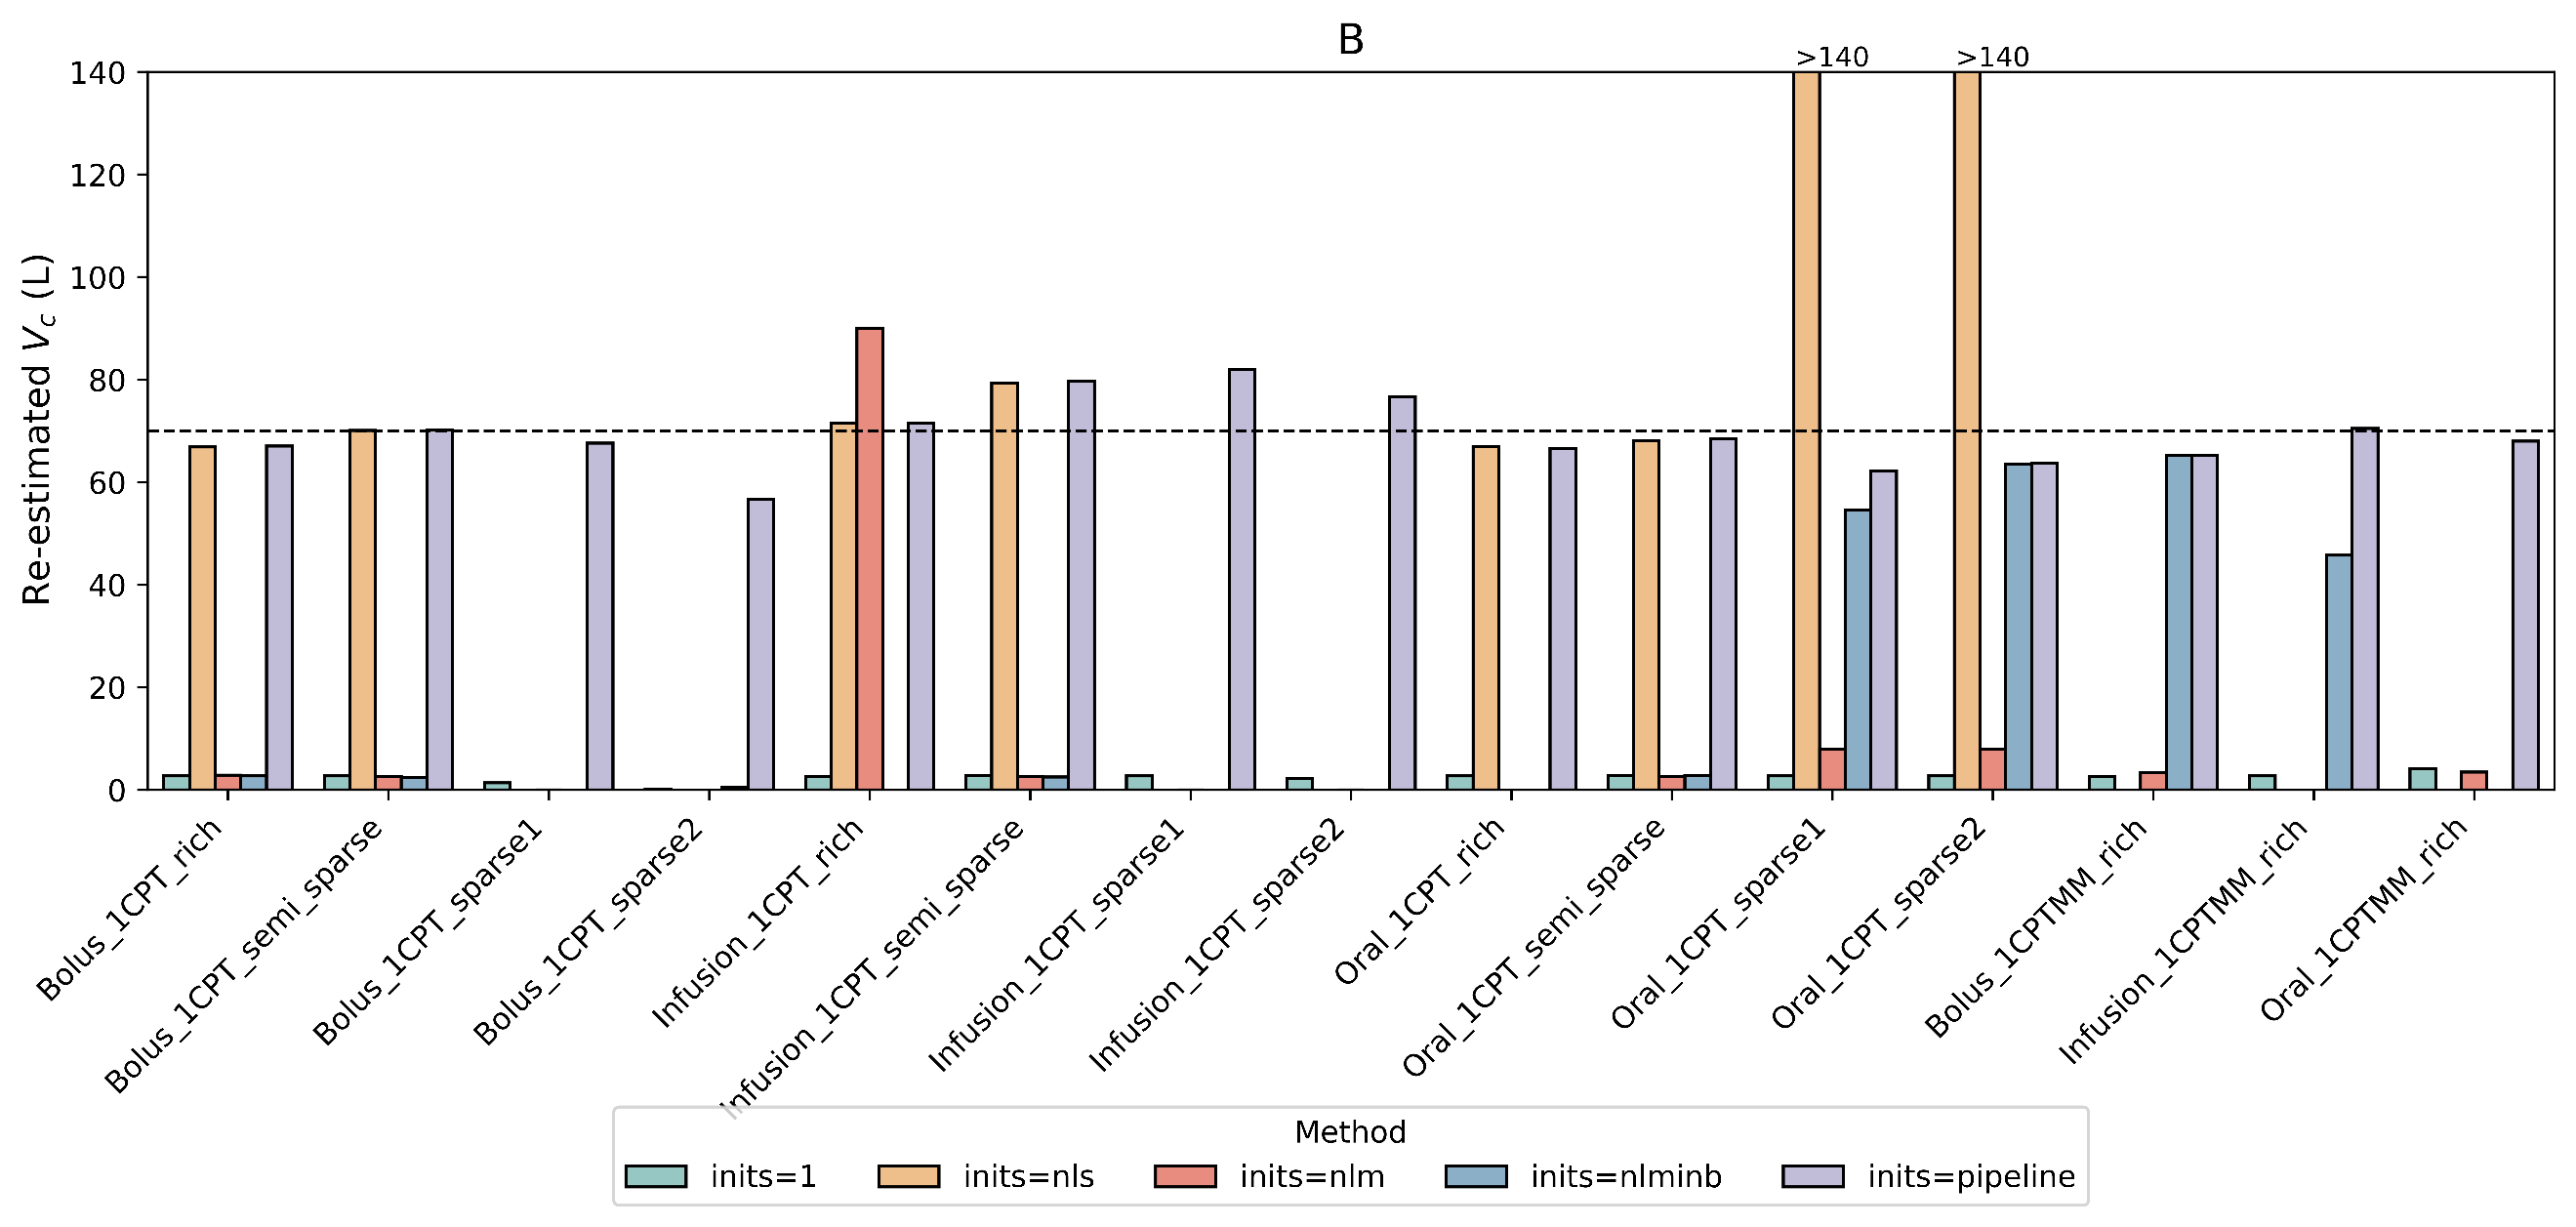 B
>140 >140
140
120
100
80
60
40
20
0
Re-estimated V_c (L)
Bolus_1CPT_rich
Bolus_1CPT_semi_sparse
Bolus_1CPT_sparse1
Bolus_1CPT_sparse2
Infusion_1CPT_rich
Infusion_1CPT_semi_sparse
Infusion_1CPT_sparse1
Infusion_1CPT_sparse2
Oral_1CPT_rich
Oral_1CPT_semi_sparse
Oral_1CPT_sparse1
Oral_1CPT_sparse2
Bolus_1CPTMM_rich
Infusion_1CPTMM_rich
Oral_1CPTMM_rich
Method
inits=1 inits=nls inits=nlm inits=nlminb inits=pipeline